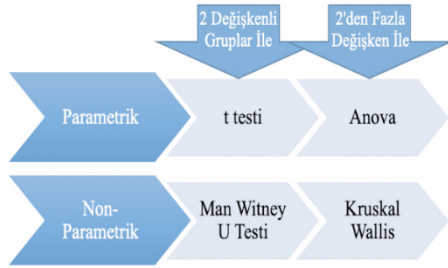 2 Değişkenli
Gruplar İle
2'den Fazla
Değişken İle
Parametrik
t testi
Anova
Non-
Parametrik
Man Witney
U Testi
Kruskal
Wallis